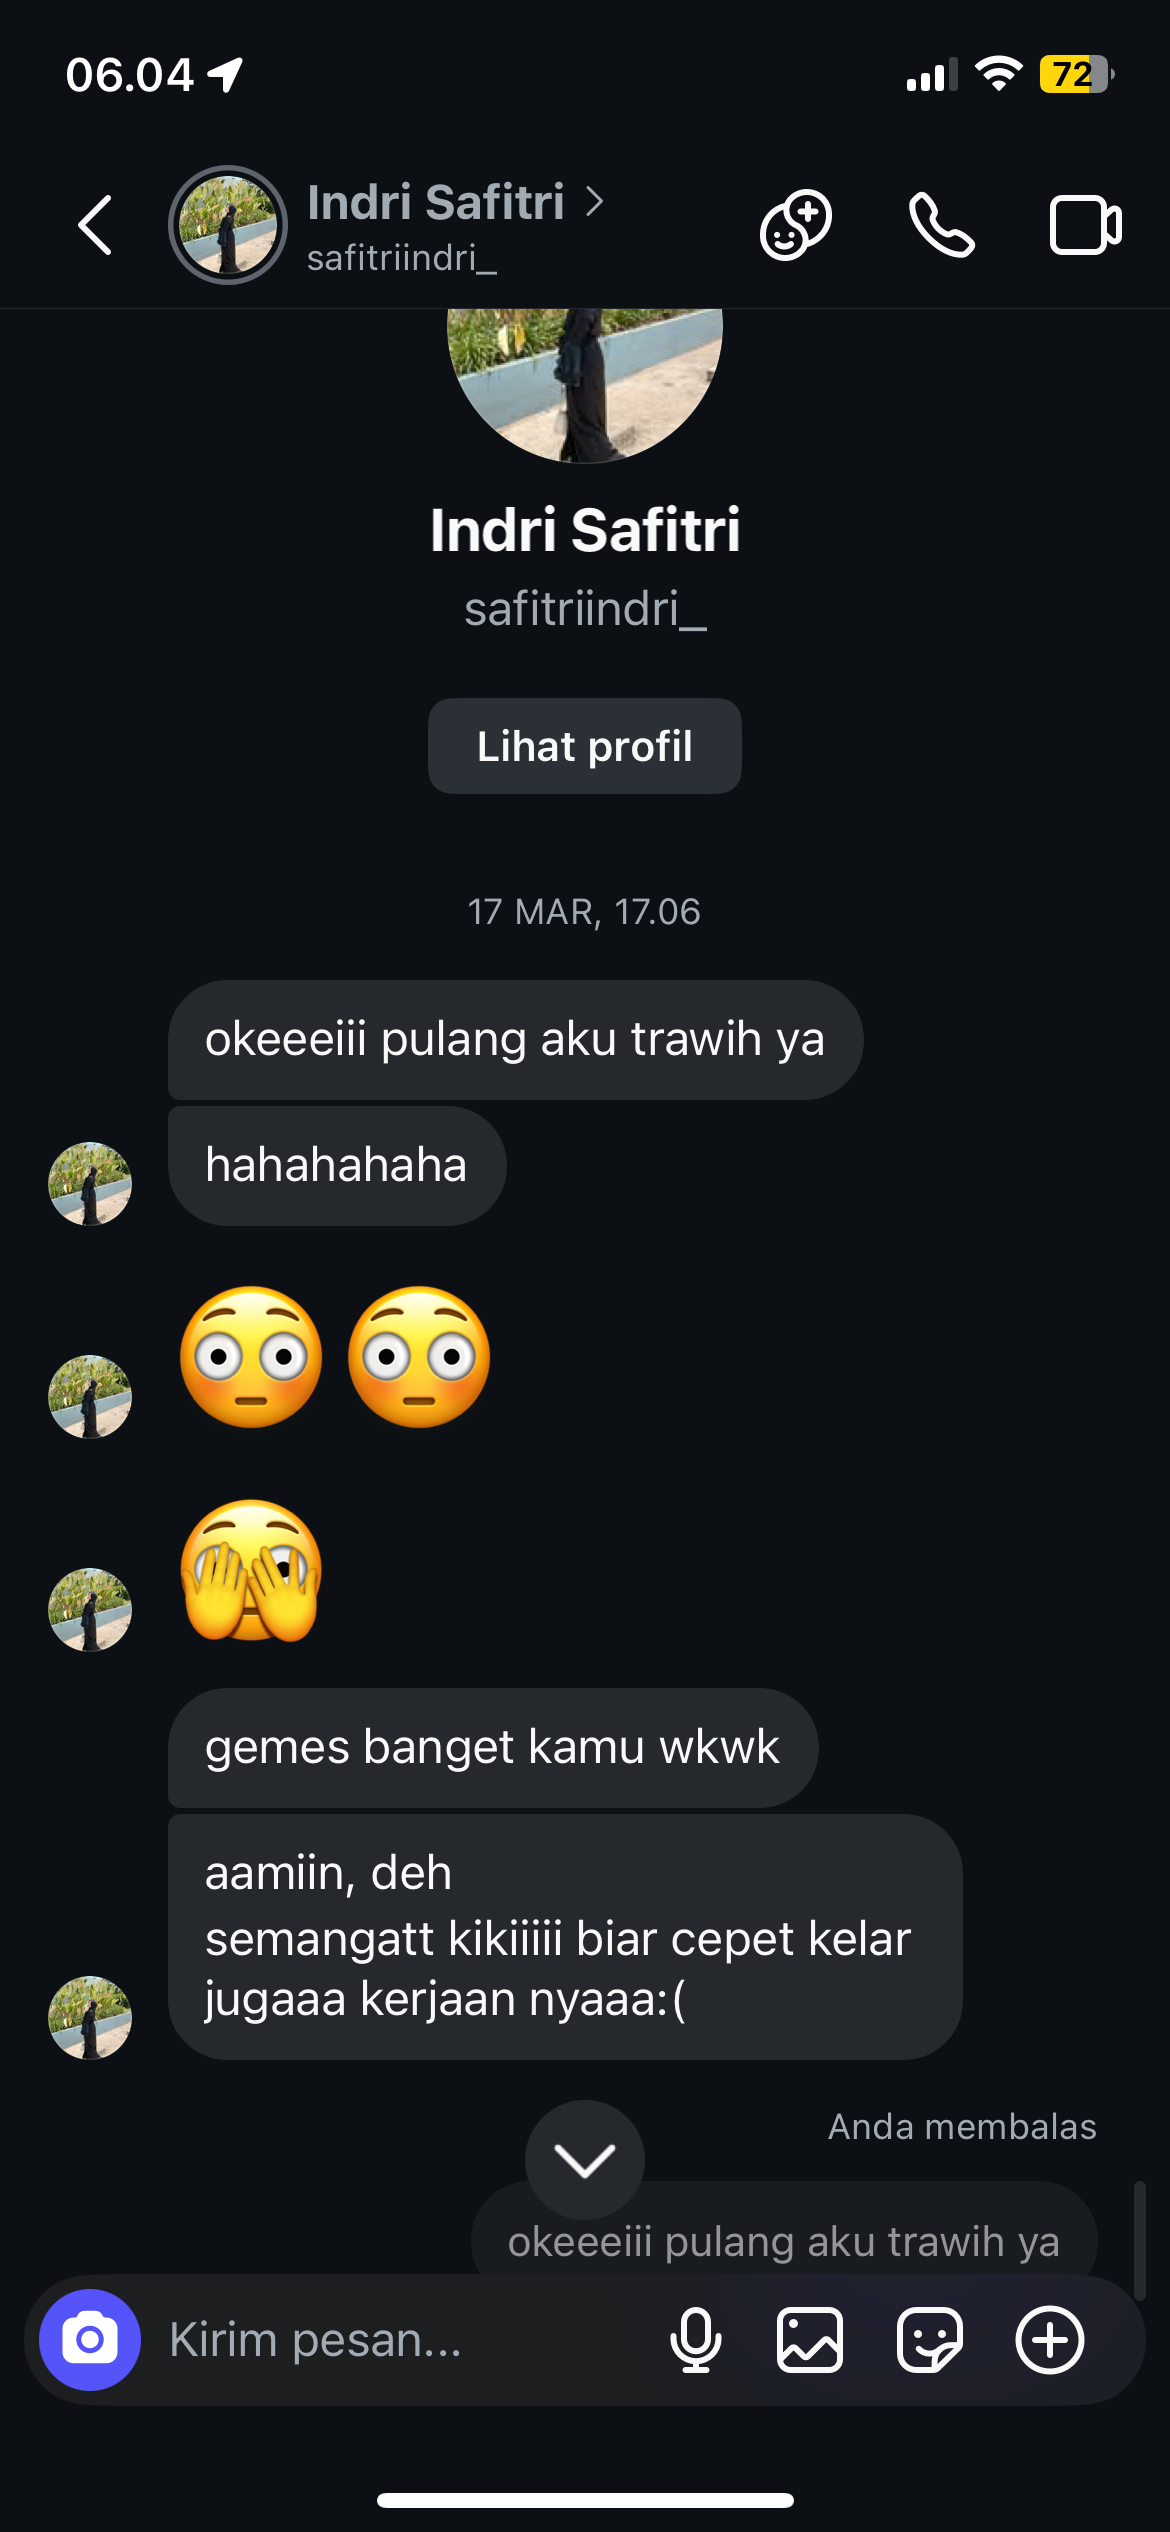 06.04
72
Indri Safitri
safitriindri_
Indri Safitri
safitriindri_
Lihat profil
17 MAR, 17.06
okeeeiii pulang aku trawih ya
hahahahaha
😳😳
🫣
gemes banget kamu wkwk
aamiin, deh
semangatt kikiiiii biar cepet kelar
jugaaa kerjaan nyaaa:(
Anda membalas
okeeeiii pulang aku trawih ya
Kirim pesan...